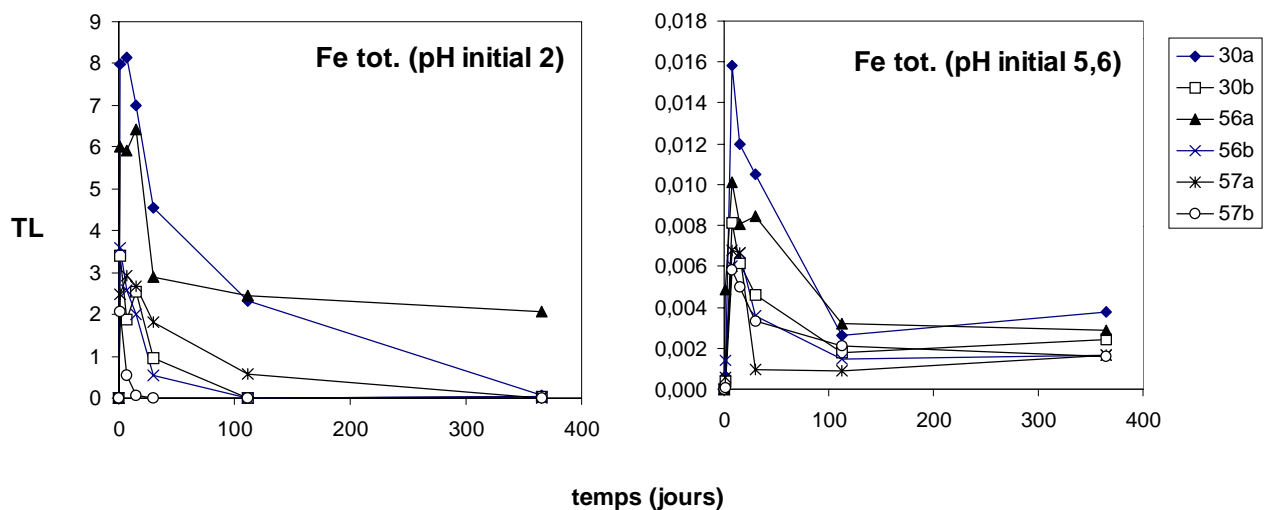 Fe tot. (pH initial 2)
TL
9
8
7
6
5
4
3
2
1
0
0 100 200 300 400
Fe tot. (pH initial 5,6)
0,018
0,016
0,014
0,012
0,010
0,008
0,006
0,004
0,002
0,000
0 100 200 300 400
30a
30b
56a
56b
57a
57b
temps (jours)